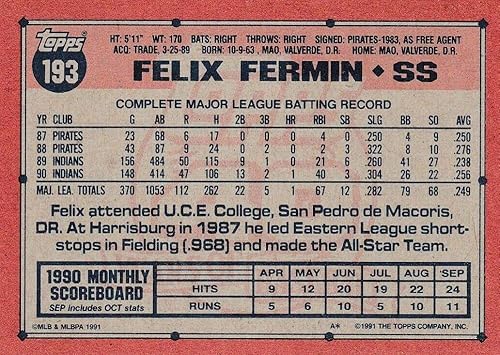 topps
193
HT: 5'11" WT: 170 BATS: RIGHT THROWS: RIGHT SIGNED: PIRATES-1983, AS FREE AGENT
ACQ: TRADE, 3-25-89 BORN: 10-9-63, MAO, VALVERDE, D.R. HOME: MAO, VALVERDE, D.R.
FELIX FERMIN • SS
COMPLETE MAJOR LEAGUE BATTING RECORD
YR CLUB G AB R H 2B 3B HR RBI SB SLG BB SO AVG
87 PIRATES 23 68 6 17 0 0 0 4 0 .250 4 9 .250
88 PIRATES 43 87 9 24 0 2 0 2 3 .322 8 10 .276
89 INDIANS 156 484 50 115 9 1 0 21 6 .260 41 27 .238
90 INDIANS 148 414 47 106 13 2 1 40 3 .304 26 22 .256
MAJ. LEA. TOTALS 370 1053 112 262 22 5 1 67 12 .282 79 68 .249
Felix attended U.C.E. College, San Pedro de Macoris,
DR. At Harrisburg in 1987 he led Eastern League short-
stops in Fielding (.968) and made the All-Star Team.
1990 MONTHLY
SCOREBOARD
SEP includes OCT stats
APR MAY JUN JUL AUG 'SEP
HITS 9 12 20 19 22 24
RUNS 5 6 10 5 10 11
©MLB & MLBPA 1991
A*
©1991 THE TOPPS COMPANY, INC.